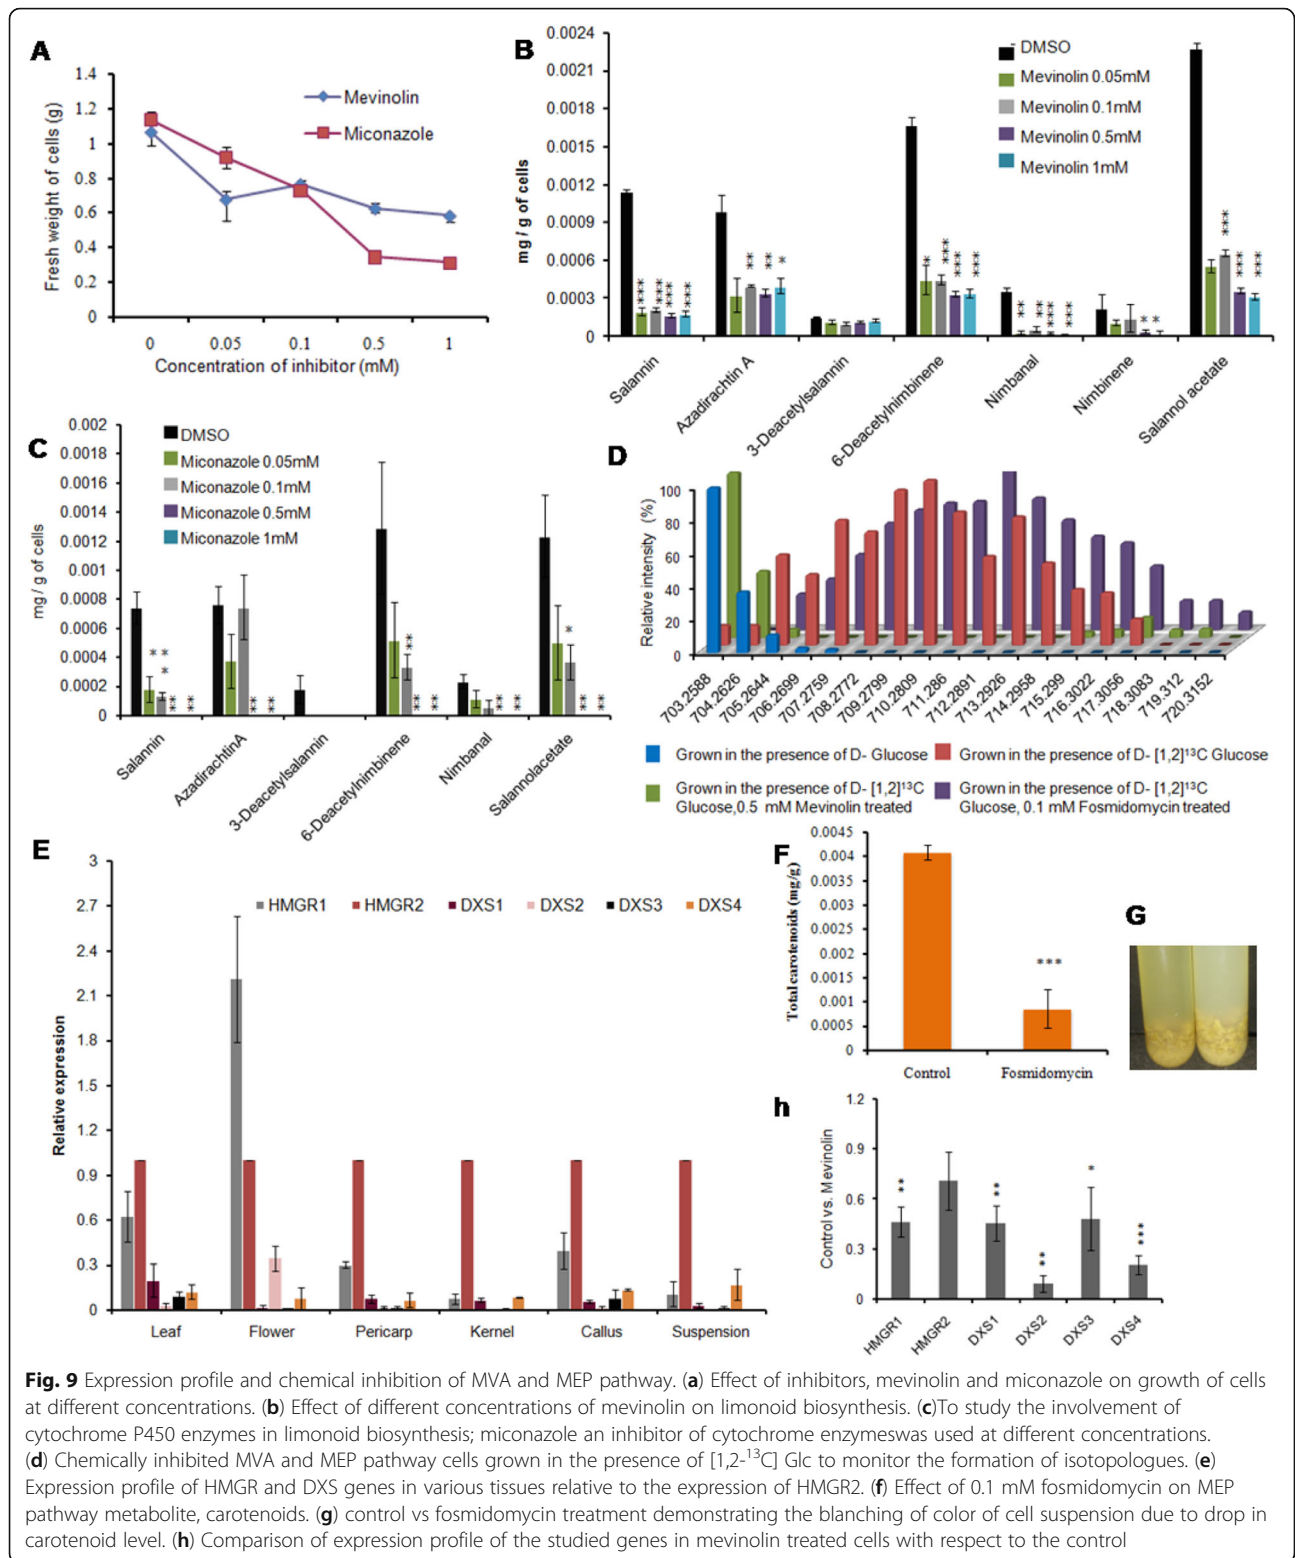 A
1.4
1.2
1
0.8
0.6
0.4
0.2
0
Fresh weight of cells (g)
Mevinolin
Miconazole
0 0.05 0.1 0.5 1
Concentration of inhibitor (mM)
B
0.0024
0.0021
0.0018
0.0015
0.0012
0.0009
0.0006
0.0003
0
mg / g of cells
DMSO
Mevinolin 0.05mM
Mevinolin 0.1mM
Mevinolin 0.5mM
Mevinolin 1mM
*** *** *** ***
** ** *
* *** *** ***
** ** *** ***
* *
*** *** ***
Salannin
Azadirachtin A
3-Deacetylsalannin
6-Deacetylnimbinene
Nimbanal
Nimbinene
Salannol acetate
C
0.002
0.0018
0.0016
0.0014
0.0012
0.001
0.0008
0.0006
0.0004
0.0002
0
mg / g of cells
DMSO
Miconazole 0.05mM
Miconazole 0.1mM
Miconazole 0.5mM
Miconazole 1mM
* ** ** **
** **
** ** **
** **
* ** **
Salannin
AzadirachtinA
3-Deacetylsalannin
6-Deacetylnimbinene
Nimbanal
Salannolacetate
D
100
80
60
40
20
0
Relative intensity (%)
703.2588
704.2626
705.2644
706.2699
707.2759
708.2772
709.2799
710.2809
711.286
712.2891
713.2926
714.2958
715.299
716.3022
717.3056
718.3083
719.312
720.3152
Grown in the presence of D- Glucose
Grown in the presence of D- [1,2]¹³C Glucose
Grown in the presence of D- [1,2]¹³C
Glucose,0.5 mM Mevinolin treated
Grown in the presence of D- [1,2]¹³C
Glucose, 0.1 mM Fosmidomycin treated
E
3
2.7
2.4
2.1
1.8
1.5
1.2
0.9
0.6
0.3
0
Relative expression
HMGR1 HMGR2 DXS1 DXS2 DXS3 DXS4
Leaf Flower Pericarp Kernel Callus Suspension
F
0.0045
0.004
0.0035
0.003
0.0025
0.002
0.0015
0.001
0.0005
0
Total carotenoids (mg/g)
***
Control Fosmidomycin
G
h
1.2
0.9
0.6
0.3
0
Control vs. Mevinolin
** ** ** * ***
HMGR1
HMGR2
DXS1
DXS2
DXS3
DXS4
Fig. 9 Expression profile and chemical inhibition of MVA and MEP pathway. (a) Effect of inhibitors, mevinolin and miconazole on growth of cells
at different concentrations. (b) Effect of different concentrations of mevinolin on limonoid biosynthesis. (c)To study the involvement of
cytochrome P450 enzymes in limonoid biosynthesis; miconazole an inhibitor of cytochrome enzymeswas used at different concentrations.
(d) Chemically inhibited MVA and MEP pathway cells grown in the presence of [1,2-¹³C] Glc to monitor the formation of isotopologues. (e)
Expression profile of HMGR and DXS genes in various tissues relative to the expression of HMGR2. (f) Effect of 0.1 mM fosmidomycin on MEP
pathway metabolite, carotenoids. (g) control vs fosmidomycin treatment demonstrating the blanching of color of cell suspension due to drop in
carotenoid level. (h) Comparison of expression profile of the studied genes in mevinolin treated cells with respect to the control